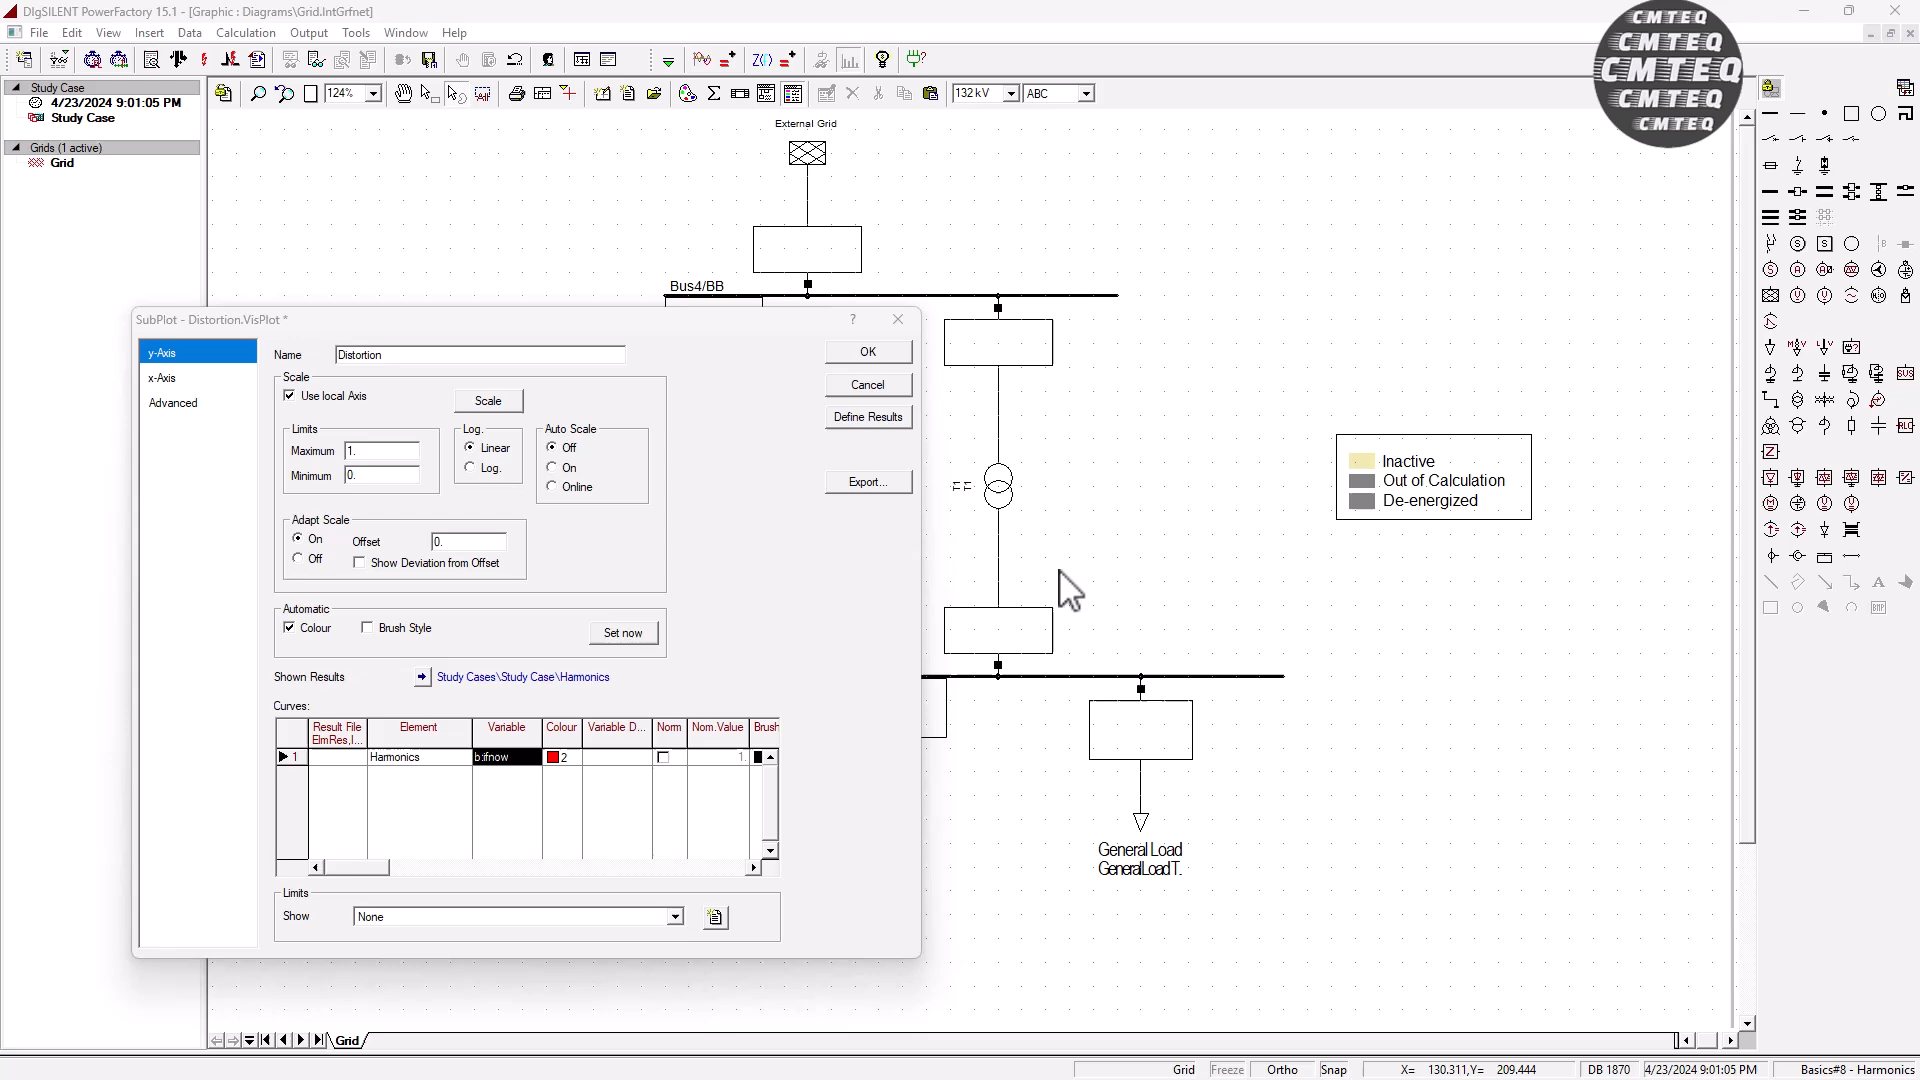 DIgSILENT PowerFactory 15.1 - [Graphic : Diagrams\Grid.IntGrfnet]
File Edit View Insert Data Calculation Output Tools Window Help
124%
132 kV
ABC
CMTEQ
CMTEQ
CMTEQ
CMTEQ
CMTEQ
Study Case
4/23/2024 9:01:05 PM
Study Case
Grids (1 active)
Grid
External Grid
Bus4/BB
T1
T1
Inactive
Out of Calculation
De-energized
General Load
GeneralLoadT.
SubPlot - Distortion.VisPlot *
?
y-Axis
x-Axis
Advanced
Name Distortion
OK
Cancel
Define Results
Export...
Scale
Use local Axis
Scale
Limits
Maximum 1.
Minimum 0.
Log.
Linear
Log.
Auto Scale
Off
On
Online
Adapt Scale
On
Off
Offset 0.
Show Deviation from Offset
Automatic
Colour
Brush Style
Set now
Shown Results
Study Cases\Study Case\Harmonics
Curves:
Result File Element Variable Colour Variable D... Norm Nom.Value Brush
ElmRes,I...
1 Harmonics b:ifnow 2 1.
Limits
Show None
Grid
Grid Freeze Ortho Snap X= 130.311,Y= 209.444 DB 1870 4/23/2024 9:01:05 PM Basics#8 - Harmonics